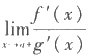 lim f′(x)
x→a+ g′(x)